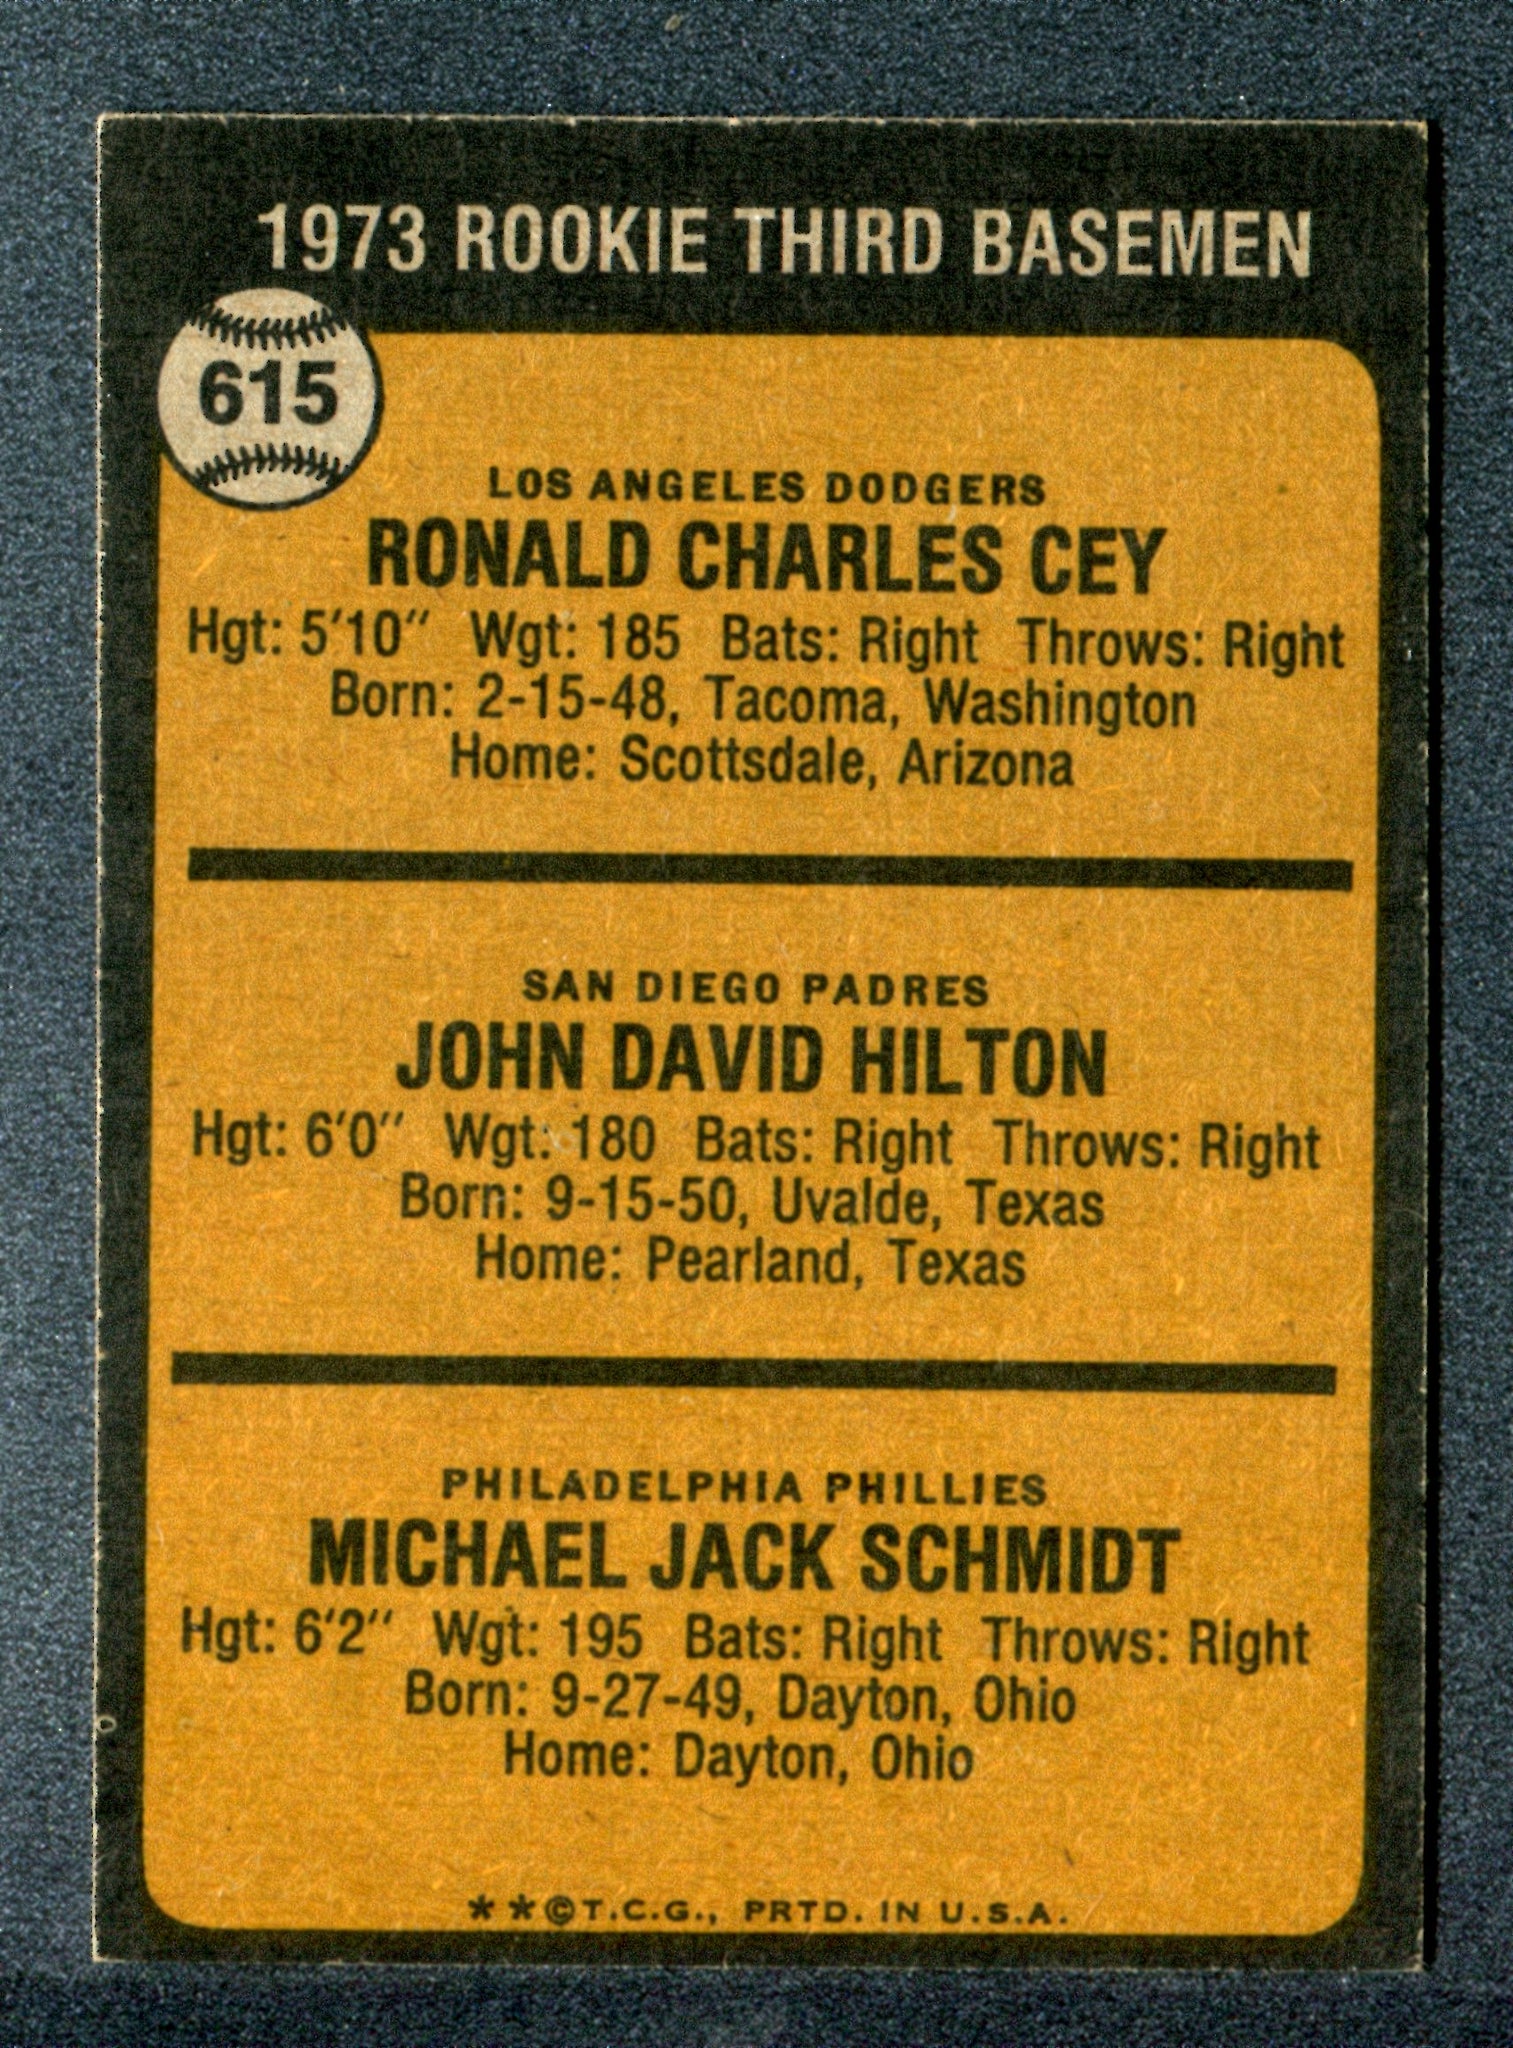 1973 ROOKIE THIRD BASEMEN
615
LOS ANGELES DODGERS
RONALD CHARLES CEY
Hgt: 5'10" Wgt: 185 Bats: Right Throws: Right
Born: 2-15-48, Tacoma, Washington
Home: Scottsdale, Arizona
SAN DIEGO PADRES
JOHN DAVID HILTON
Hgt: 6'0" Wgt: 180 Bats: Right Throws: Right
Born: 9-15-50, Uvalde, Texas
Home: Pearland, Texas
PHILADELPHIA PHILLIES
MICHAEL JACK SCHMIDT
Hgt: 6'2" Wgt: 195 Bats: Right Throws: Right
Born: 9-27-49, Dayton, Ohio
Home: Dayton, Ohio
**©T.C.G., PRTD. IN U.S.A.